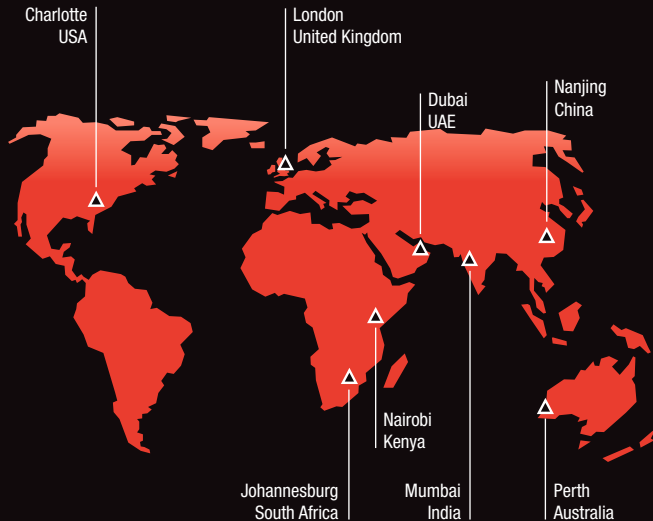 Charlotte
USA
London
United Kingdom
Dubai
UAE
Nanjing
China
Nairobi
Kenya
Johannesburg
South Africa
Mumbai
India
Perth
Australia